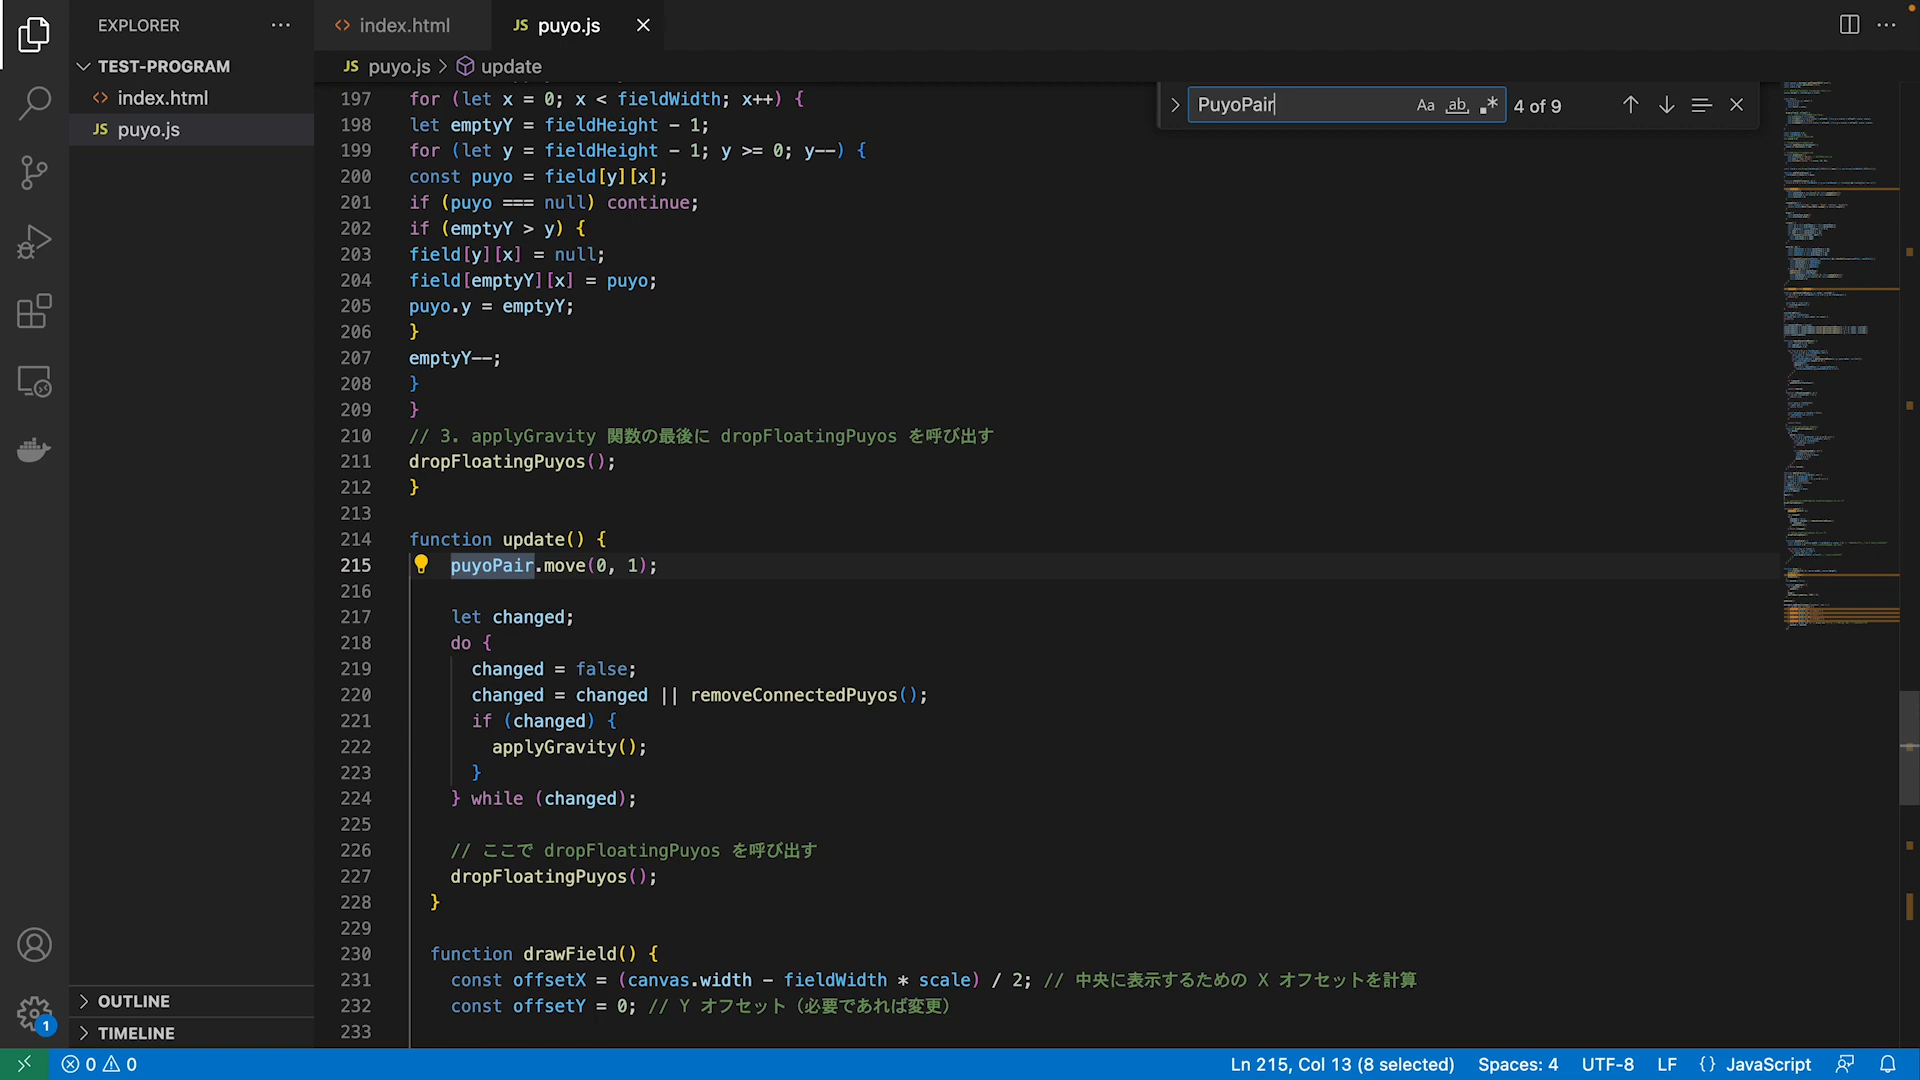 EXPLORER
TEST-PROGRAM
<> index.html
JS puyo.js
OUTLINE
TIMELINE
<> index.html
JS puyo.js
JS puyo.js > update
PuyoPair
Aa
ab
.*
4 of 9
197 for (let x = 0; x < fieldWidth; x++) {
198 let emptyY = fieldHeight - 1;
199 for (let y = fieldHeight - 1; y >= 0; y--) {
200 const puyo = field[y][x];
201 if (puyo === null) continue;
202 if (emptyY > y) {
203 field[y][x] = null;
204 field[emptyY][x] = puyo;
205 puyo.y = emptyY;
206 }
207 emptyY--;
208 }
209 }
210 // 3. applyGravity 関数の最後に dropFloatingPuyos を呼び出す
211 dropFloatingPuyos();
212 }
213
214 function update() {
215 puyoPair.move(0, 1);
216
217 let changed;
218 do {
219 changed = false;
220 changed = changed || removeConnectedPuyos();
221 if (changed) {
222 applyGravity();
223 }
224 } while (changed);
225
226 // ここで dropFloatingPuyos を呼び出す
227 dropFloatingPuyos();
228 }
229
230 function drawField() {
231 const offsetX = (canvas.width - fieldWidth * scale) / 2; // 中央に表示するための X オフセットを計算
232 const offsetY = 0; // Y オフセット（必要であれば変更）
233
1
0 0
Ln 215, Col 13 (8 selected)
Spaces: 4
UTF-8
LF
{} JavaScript